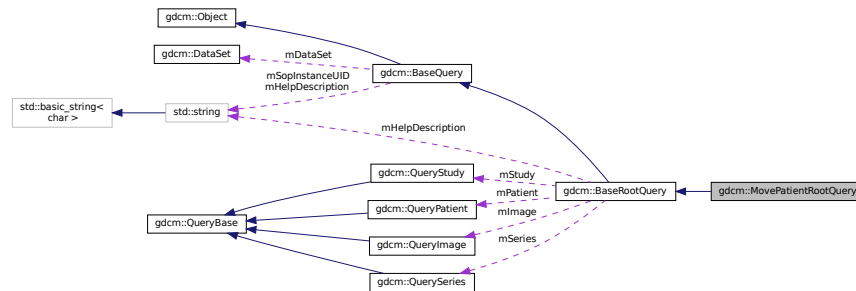 gdcm::Object
gdcm::DataSet
mDataSet
gdcm::BaseQuery
mSopInstanceUID
mHelpDescription
std::basic_string<
char >
std::string
mHelpDescription
gdcm::QueryStudy
mStudy
gdcm::BaseRootQuery
gdcm::MovePatientRootQuery
mPatient
gdcm::QueryPatient
mImage
gdcm::QueryBase
gdcm::QueryImage
mSeries
gdcm::QuerySeries